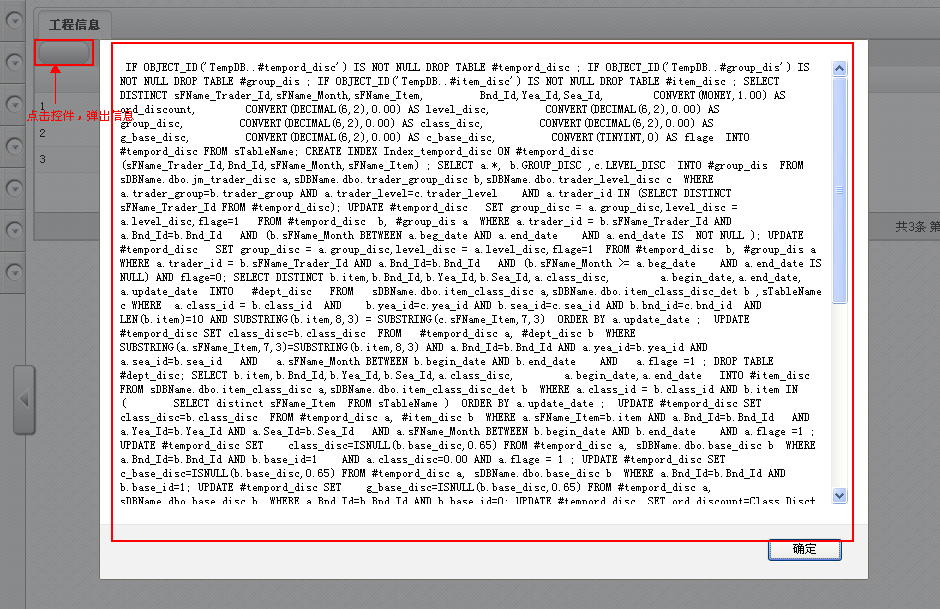 工程信息
点击控件，弹出信息
1
2
3
共3条 第
IF OBJECT_ID('TempDB..#tempord_disc') IS NOT NULL DROP TABLE #tempord_disc ; IF OBJECT_ID('TempDB..#group_dis') IS
NOT NULL DROP TABLE #group_dis ; IF OBJECT_ID('TempDB..#item_disc') IS NOT NULL DROP TABLE #item_disc ; SELECT
DISTINCT sFName_Trader_Id,sFName_Month,sFName_Item, Bnd_Id,Yea_Id,Sea_Id, CONVERT(MONEY,1.00) AS
ord_discount, CONVERT(DECIMAL(6,2),0.00) AS level_disc, CONVERT(DECIMAL(6,2),0.00) AS
group_disc, CONVERT(DECIMAL(6,2),0.00) AS class_disc, CONVERT(DECIMAL(6,2),0.00) AS
g_base_disc, CONVERT(DECIMAL(6,2),0.00) AS c_base_disc, CONVERT(TINYINT,0) AS flage INTO
#tempord_disc FROM sTableName; CREATE INDEX Index_tempord_disc ON #tempord_disc
(sFName_Trader_Id,Bnd_Id,sFName_Month,sFName_Item) ; SELECT a.*, b.GROUP_DISC ,c.LEVEL_DISC INTO #group_dis FROM
sDBName.dbo.jm_trader_disc a,sDBName.dbo.trader_group_disc b,sDBName.dbo.trader_level_disc c WHERE
a.trader_group=b.trader_group AND a.trader_level=c.trader_level AND a.trader_id IN (SELECT DISTINCT
sFName_Trader_Id FROM #tempord_disc); UPDATE #tempord_disc SET group_disc = a.group_disc,level_disc =
a.level_disc,flage=1 FROM #tempord_disc b, #group_dis a WHERE a.trader_id = b.sFName_Trader_Id AND
a.Bnd_Id=b.Bnd_Id AND (b.sFName_Month BETWEEN a.beg_date AND a.end_date AND a.end_date IS NOT NULL ); UPDATE
#tempord_disc SET group_disc = a.group_disc,level_disc = a.level_disc,flage=1 FROM #tempord_disc b, #group_dis a
WHERE a.trader_id = b.sFName_Trader_Id AND a.Bnd_Id=b.Bnd_Id AND (b.sFName_Month >= a.beg_date AND a.end_date IS
NULL) AND flage=0; SELECT DISTINCT b.item,b.Bnd_Id,b.Yea_Id,b.Sea_Id,a.class_disc, a.begin_date,a.end_date,
a.update_date INTO #dept_disc FROM sDBName.dbo.item_class_disc a,sDBName.dbo.item_class_disc_det b ,sTableName
c WHERE a.class_id = b.class_id AND b.yea_id=c.yea_id AND b.sea_id=c.sea_id AND b.bnd_id=c.bnd_id AND
LEN(b.item)=10 AND SUBSTRING(b.item,8,3) = SUBSTRING(c.sFName_Item,7,3) ORDER BY a.update_date ; UPDATE
#tempord_disc SET class_disc=b.class_disc FROM #tempord_disc a, #dept_disc b WHERE
SUBSTRING(a.sFName_Item,7,3)=SUBSTRING(b.item,8,3) AND a.Bnd_Id=b.Bnd_Id AND a.yea_id=b.yea_id AND
a.sea_id=b.sea_id AND a.sFName_Month BETWEEN b.begin_date AND b.end_date AND a.flage =1 ; DROP TABLE
#dept_disc; SELECT b.item,b.Bnd_Id,b.Yea_Id,b.Sea_Id,a.class_disc, a.begin_date,a.end_date INTO #item_disc
FROM sDBName.dbo.item_class_disc a,sDBName.dbo.item_class_disc_det b WHERE a.class_id = b.class_id AND b.item IN
( SELECT distinct sFName_Item FROM sTableName ) ORDER BY a.update_date ; UPDATE #tempord_disc SET
class_disc=b.class_disc FROM #tempord_disc a, #item_disc b WHERE a.sFName_Item=b.item AND a.Bnd_Id=b.Bnd_Id AND
a.Yea_Id=b.Yea_Id AND a.Sea_Id=b.Sea_Id AND a.sFName_Month BETWEEN b.begin_date AND b.end_date AND a.flage =1 ;
UPDATE #tempord_disc SET class_disc=ISNULL(b.base_disc,0.65) FROM #tempord_disc a, sDBName.dbo.base_disc b WHERE
a.Bnd_Id=b.Bnd_Id AND b.base_id=1 AND a.class_disc=0.00 AND a.flage = 1 ; UPDATE #tempord_disc SET
c_base_disc=ISNULL(b.base_disc,0.65) FROM #tempord_disc a, sDBName.dbo.base_disc b WHERE a.Bnd_Id=b.Bnd_Id AND
b.base_id=1; UPDATE #tempord_disc SET g_base_disc=ISNULL(b.base_disc,0.65) FROM #tempord_disc a,
sDBName.dbo.base_disc b WHERE a.Bnd_Id=b.Bnd_Id AND b.base_id=0; UPDATE #tempord_disc SET ord_discount=Class_Disc*
确定